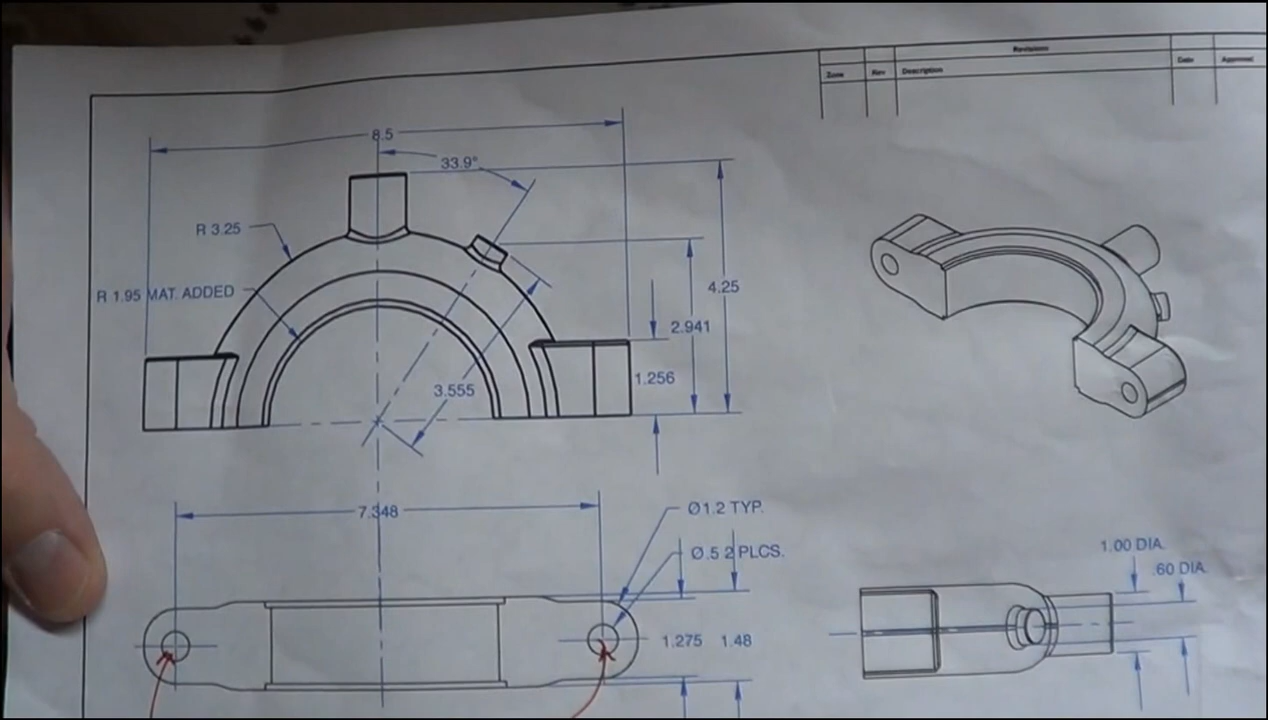 Revisions
Zone Rev Description Date Approved
8.5
33.9°
R 3.25
4.25
R 1.95 MAT. ADDED
2.941
1.256
3.555
7.348
Ø1.2 TYP.
Ø.5 2 PLCS.
1.00 DIA.
.60 DIA.
1.275 1.48